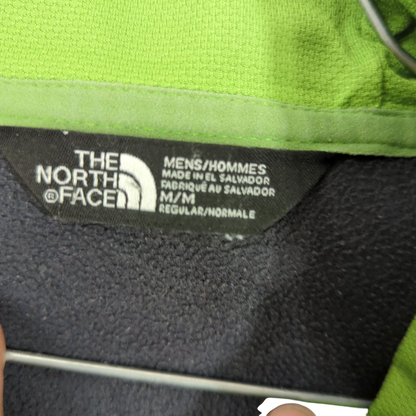 THE
NORTH
®FACE
MENS/HOMMES
MADE IN EL SALVADOR
FABRIQUÉ AU SALVADOR
M/M
REGULAR/NORMALE